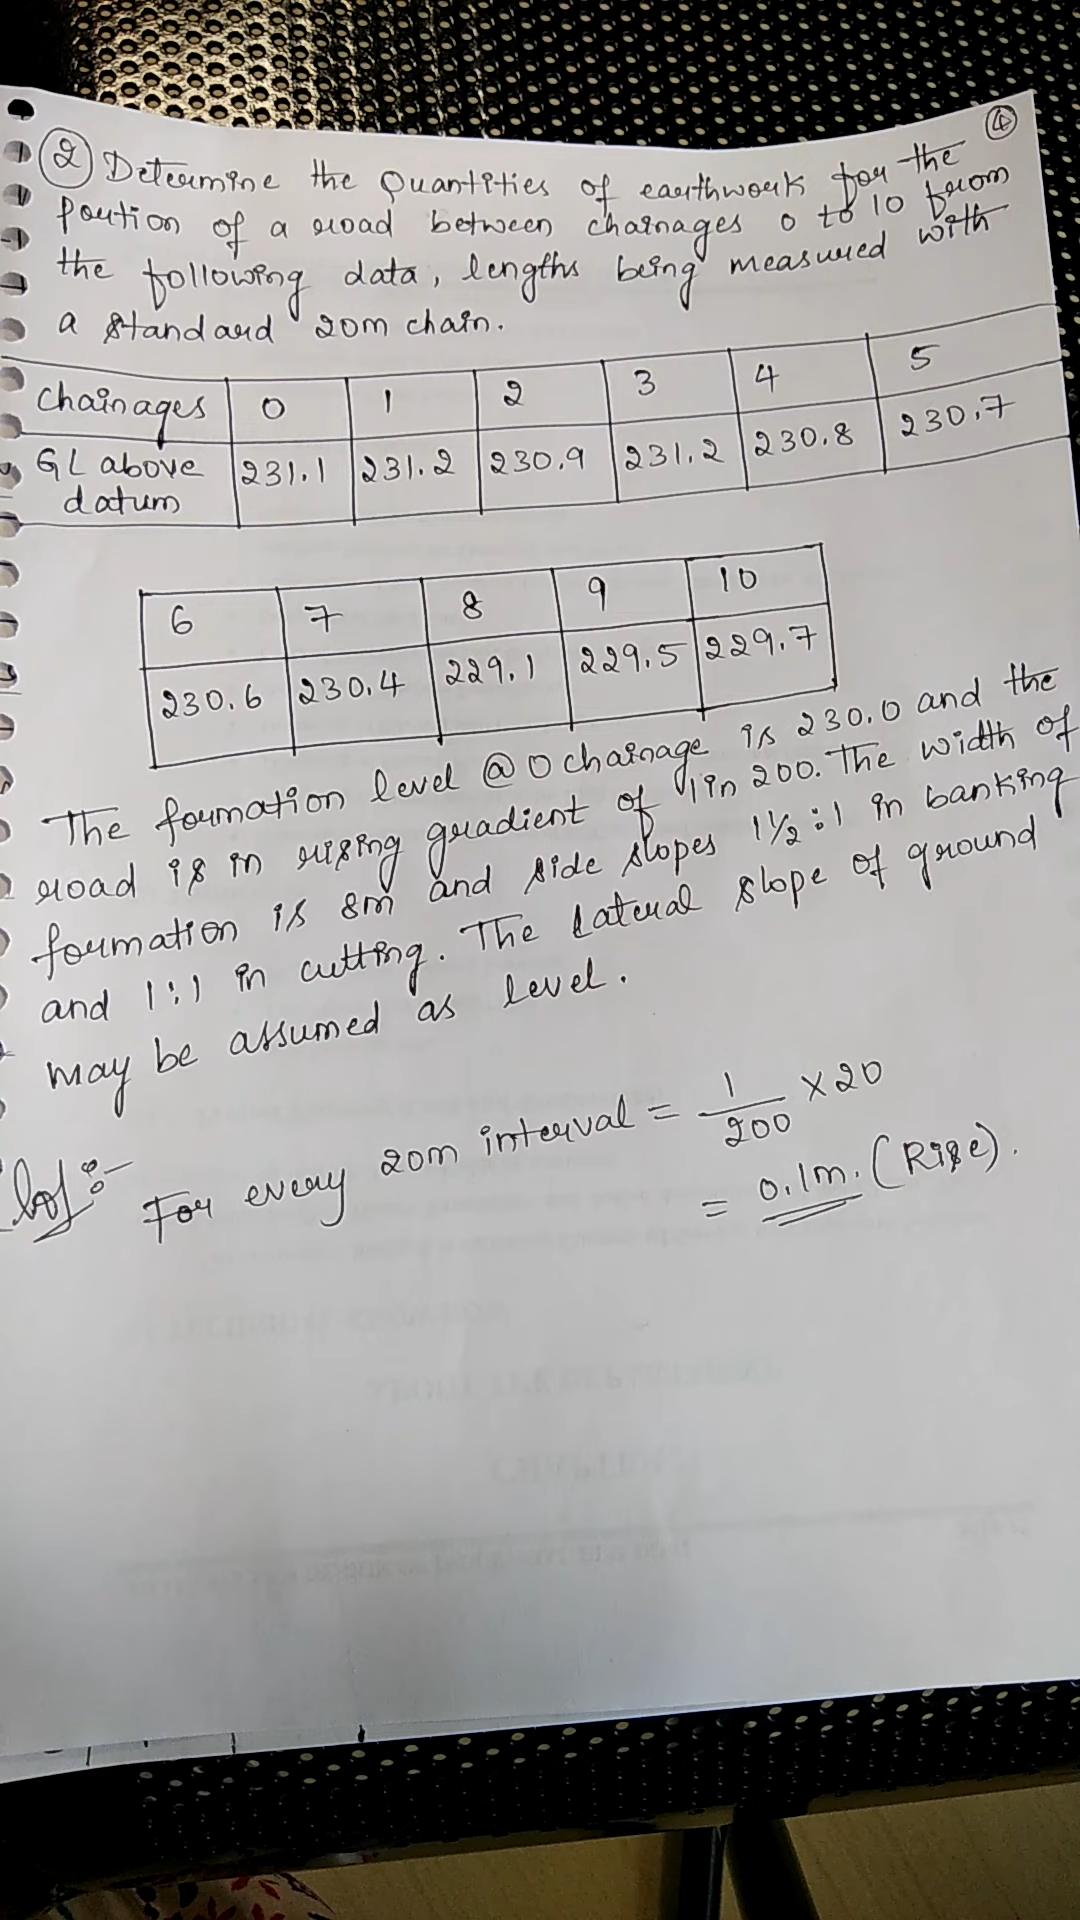 ④
② Determine the Quantities of earthwork for the
portion of a road between chainages 0 to 10 from
the following data, lengths being measured with
a standard 20m chain.
chainages 0 1 2 3 4 5
GL above datum 231.1 231.2 230.9 231.2 230.8 230.7
6 7 8 9 10
230.6 230.4 229.1 229.5 229.7
The formation level @ 0 chainage is 230.0 and the
road is in rising gradient of 1 in 200. The width of
formation is 8m and side slopes 1½:1 in banking
and 1:1 in cutting. The Lateral slope of ground
may be assumed as level.
Sol:- For every 20m interval = 1/200 × 20
= 0.1m. (Rise).